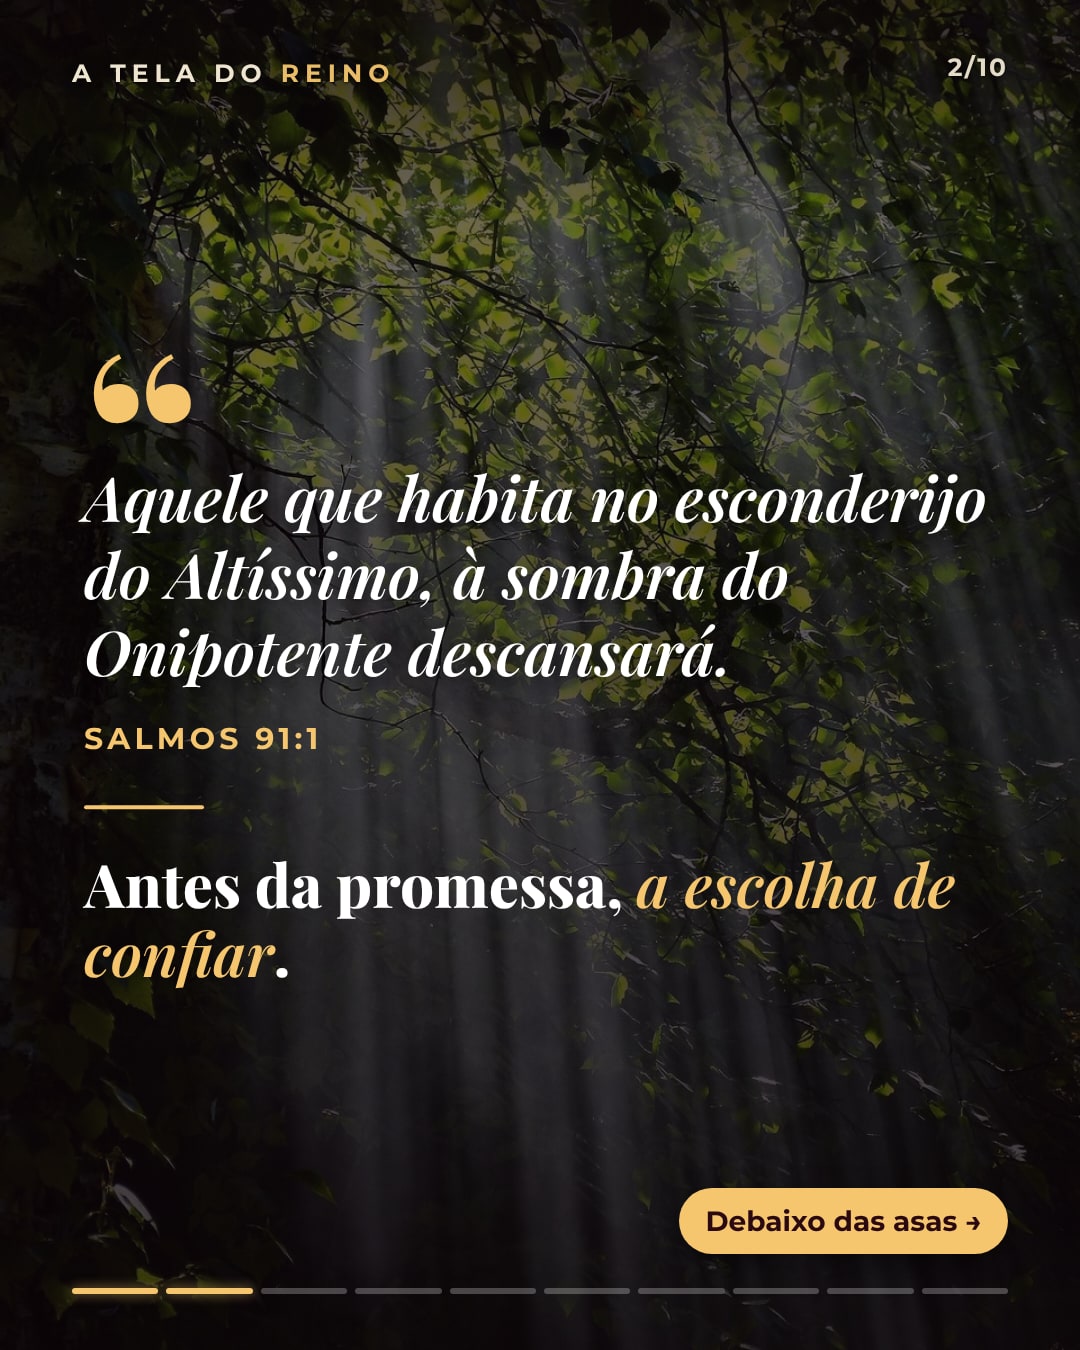 A TELA DO REINO
2/10
“
Aquele que habita no esconderijo
do Altíssimo, à sombra do
Onipotente descansará.
SALMOS 91:1
Antes da promessa, a escolha de
confiar.
Debaixo das asas →